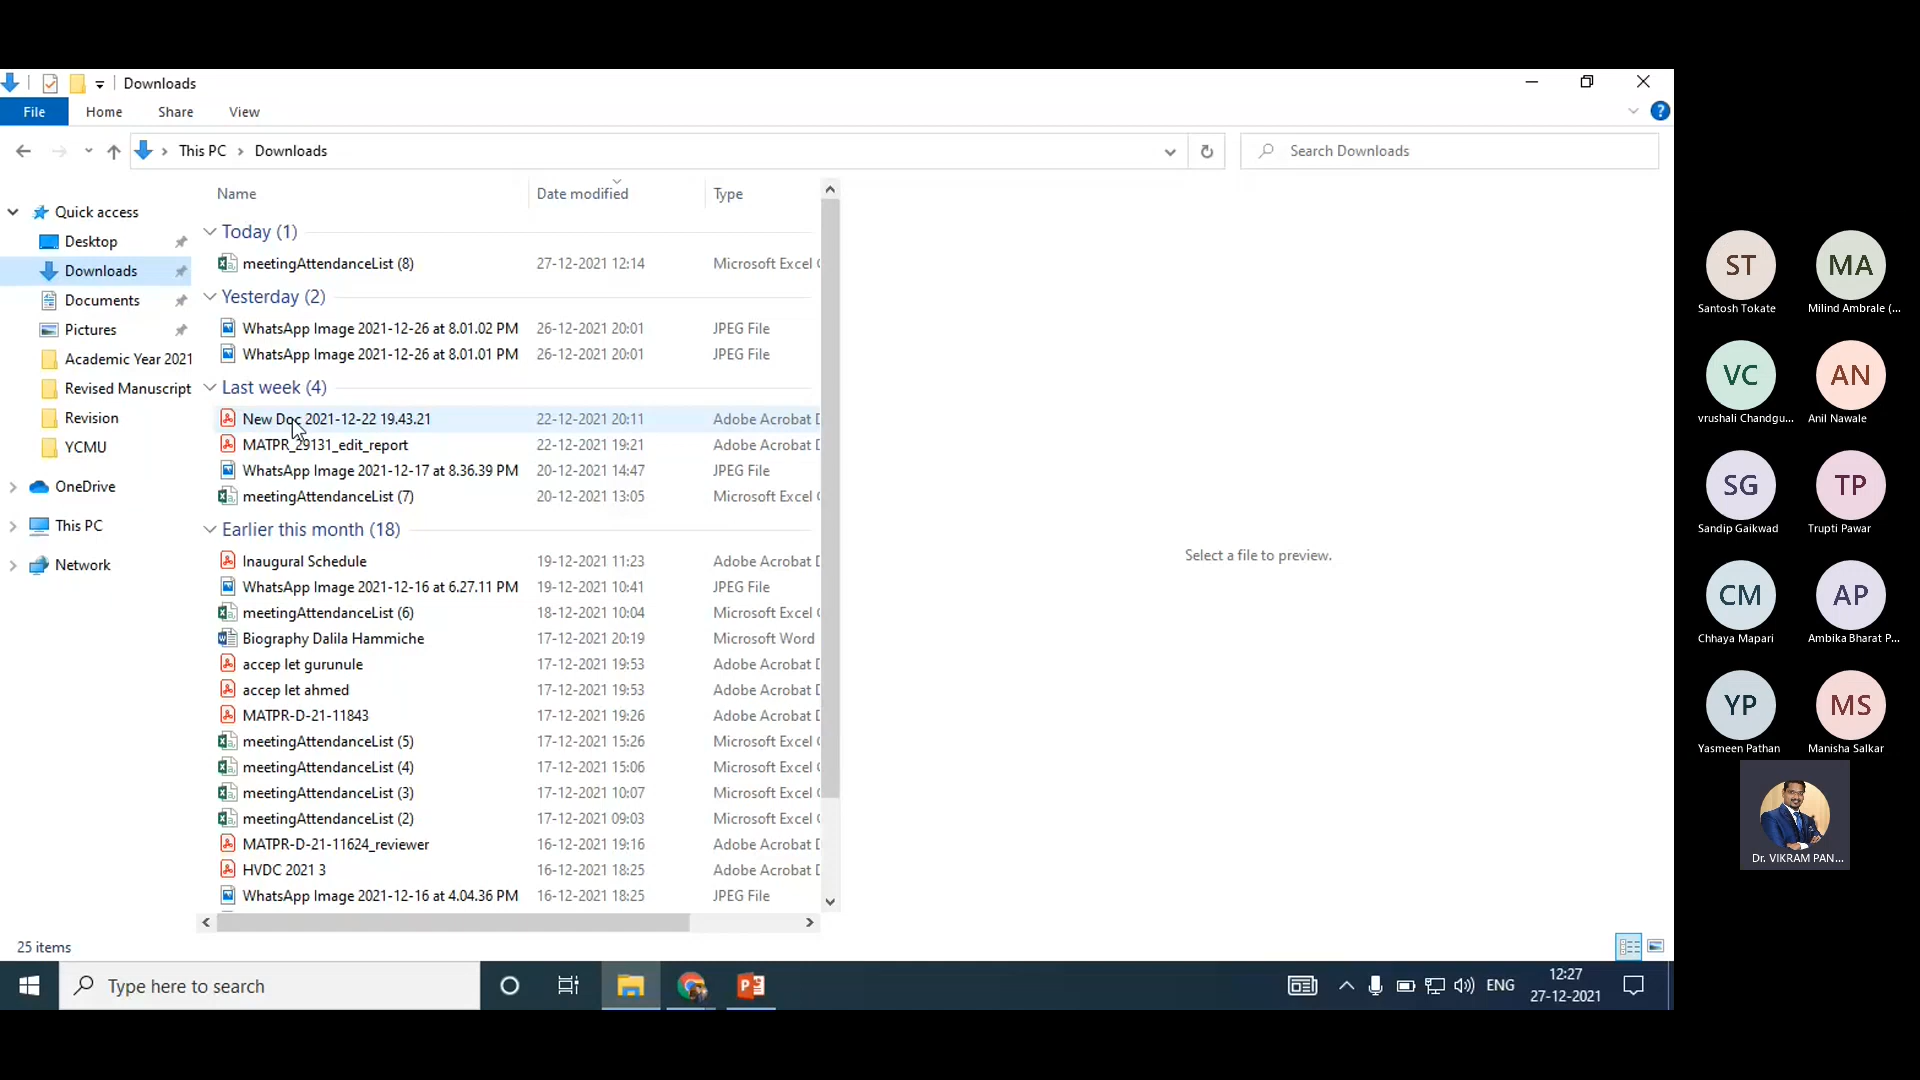 Downloads
File Home Share View
This PC > Downloads
Search Downloads
Name Date modified Type
Quick access
Desktop
Downloads
Documents
Pictures
Academic Year 2021
Revised Manuscript
Revision
YCMU
OneDrive
This PC
Network
Today (1)
meetingAttendanceList (8) 27-12-2021 12:14 Microsoft Excel
Yesterday (2)
WhatsApp Image 2021-12-26 at 8.01.02 PM 26-12-2021 20:01 JPEG File
WhatsApp Image 2021-12-26 at 8.01.01 PM 26-12-2021 20:01 JPEG File
Last week (4)
New Doc 2021-12-22 19.43.21 22-12-2021 20:11 Adobe Acrobat
MATPR_29131_edit_report 22-12-2021 19:21 Adobe Acrobat
WhatsApp Image 2021-12-17 at 8.36.39 PM 20-12-2021 14:47 JPEG File
meetingAttendanceList (7) 20-12-2021 13:05 Microsoft Excel
Earlier this month (18)
Inaugural Schedule 19-12-2021 11:23 Adobe Acrobat
WhatsApp Image 2021-12-16 at 6.27.11 PM 19-12-2021 10:41 JPEG File
meetingAttendanceList (6) 18-12-2021 10:04 Microsoft Excel
Biography Dalila Hammiche 17-12-2021 20:19 Microsoft Word
accep let gurunule 17-12-2021 19:53 Adobe Acrobat
accep let ahmed 17-12-2021 19:53 Adobe Acrobat
MATPR-D-21-11843 17-12-2021 19:26 Adobe Acrobat
meetingAttendanceList (5) 17-12-2021 15:26 Microsoft Excel
meetingAttendanceList (4) 17-12-2021 15:06 Microsoft Excel
meetingAttendanceList (3) 17-12-2021 10:07 Microsoft Excel
meetingAttendanceList (2) 17-12-2021 09:03 Microsoft Excel
MATPR-D-21-11624_reviewer 16-12-2021 19:16 Adobe Acrobat
HVDC 2021 3 16-12-2021 18:25 Adobe Acrobat
WhatsApp Image 2021-12-16 at 4.04.36 PM 16-12-2021 18:25 JPEG File
Select a file to preview.
25 items
Type here to search
ENG
12:27
27-12-2021
ST MA
Santosh Tokate Milind Ambrale (...
VC AN
vrushali Chandgu... Anil Nawale
SG TP
Sandip Gaikwad Trupti Pawar
CM AP
Chhaya Mapari Ambika Bharat P...
YP MS
Yasmeen Pathan Manisha Salkar
Dr. VIKRAM PAN...